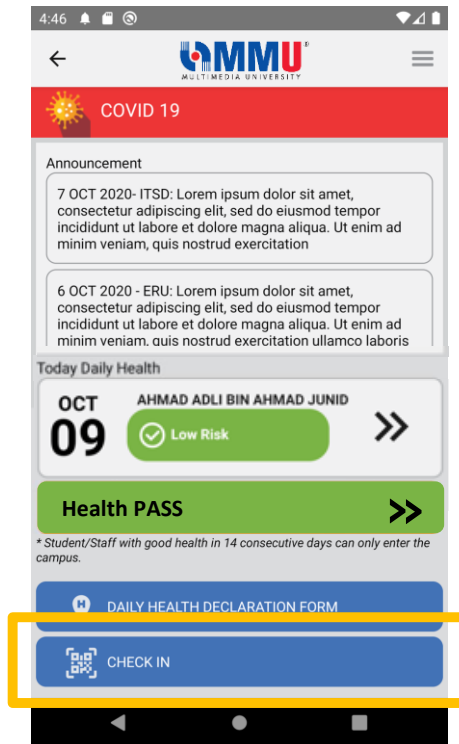 4:46
MMU
MULTIMEDIA UNIVERSITY
COVID 19
Announcement
7 OCT 2020- ITSD: Lorem ipsum dolor sit amet,
consectetur adipiscing elit, sed do eiusmod tempor
incididunt ut labore et dolore magna aliqua. Ut enim ad
minim veniam, quis nostrud exercitation
6 OCT 2020 - ERU: Lorem ipsum dolor sit amet,
consectetur adipiscing elit, sed do eiusmod tempor
incididunt ut labore et dolore magna aliqua. Ut enim ad
minim veniam, quis nostrud exercitation ullamco laboris
Today Daily Health
OCT
09
AHMAD ADLI BIN AHMAD JUNID
Low Risk
Health PASS
* Student/Staff with good health in 14 consecutive days can only enter the
campus.
H DAILY HEALTH DECLARATION FORM
CHECK IN